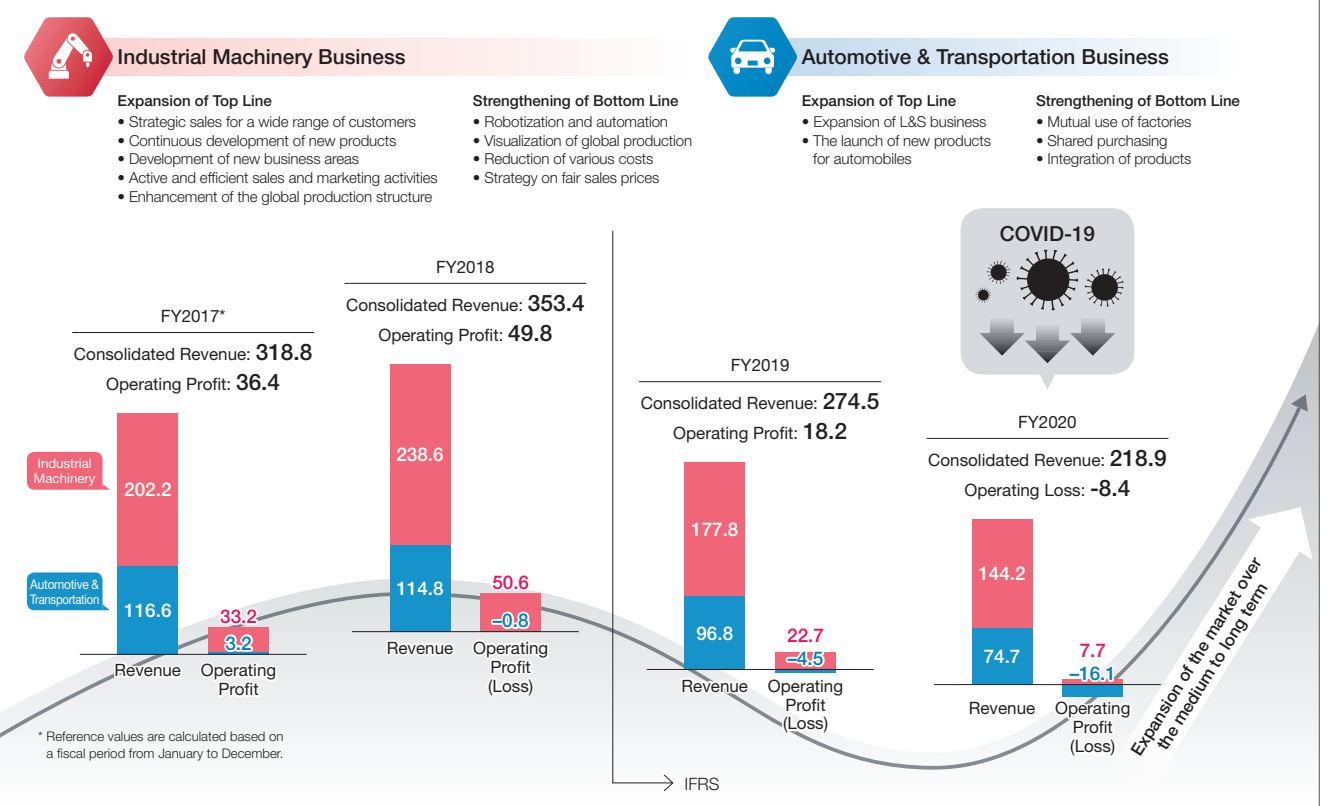 Industrial Machinery Business
Expansion of Top Line
• Strategic sales for a wide range of customers
• Continuous development of new products
• Development of new business areas
• Active and efficient sales and marketing activities
• Enhancement of the global production structure
Strengthening of Bottom Line
• Robotization and automation
• Visualization of global production
• Reduction of various costs
• Strategy on fair sales prices
Automotive & Transportation Business
Expansion of Top Line
• Expansion of L&S business
• The launch of new products
for automobiles
Strengthening of Bottom Line
• Mutual use of factories
• Shared purchasing
• Integration of products
FY2017*
Consolidated Revenue: 318.8
Operating Profit: 36.4
Industrial
Machinery
202.2
Automotive &
Transportation
116.6
33.2
3.2
Revenue
Operating
Profit
FY2018
Consolidated Revenue: 353.4
Operating Profit: 49.8
238.6
114.8
50.6
–0.8
Revenue
Operating
Profit
(Loss)
FY2019
Consolidated Revenue: 274.5
Operating Profit: 18.2
177.8
96.8
22.7
–4.5
Revenue
Operating
Profit
(Loss)
COVID-19
FY2020
Consolidated Revenue: 218.9
Operating Loss: -8.4
144.2
74.7
7.7
–16.1
Revenue
Operating
Profit
(Loss)
Expansion of the market over
the medium to long term
* Reference values are calculated based on
a fiscal period from January to December.
IFRS